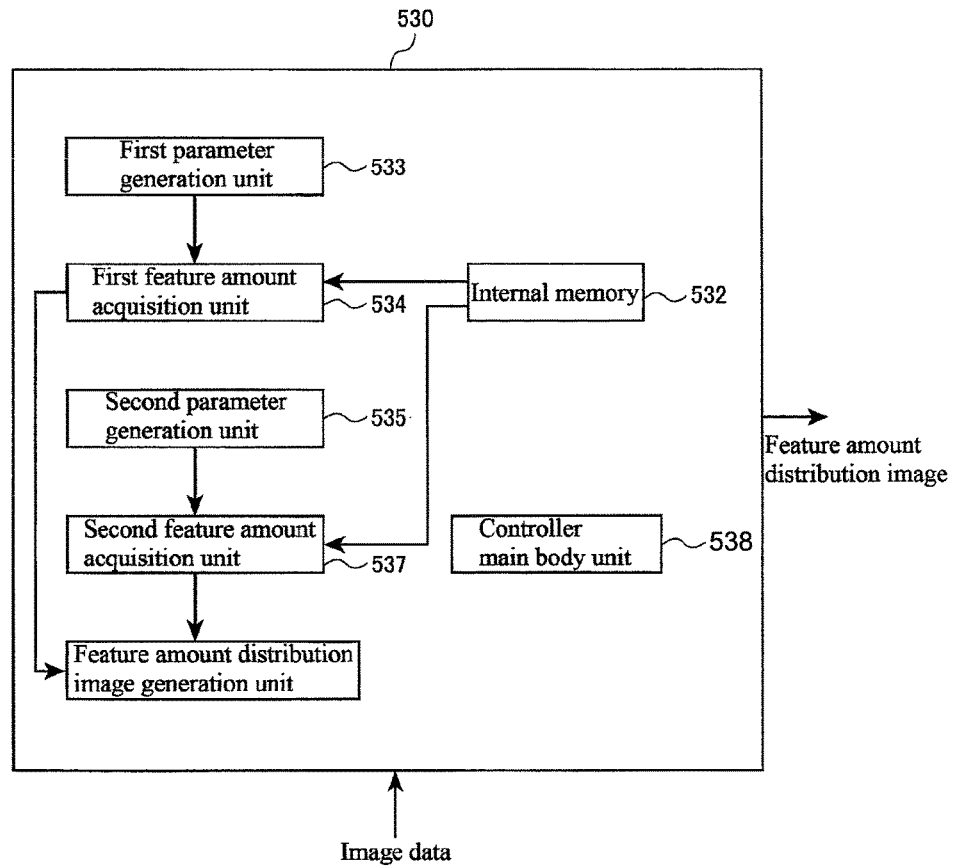 530
First parameter
generation unit
533
First feature amount
acquisition unit
534
Internal memory
532
Second parameter
generation unit
535
Feature amount
distribution image
Second feature amount
acquisition unit
537
Controller
main body unit
538
Feature amount distribution
image generation unit
Image data